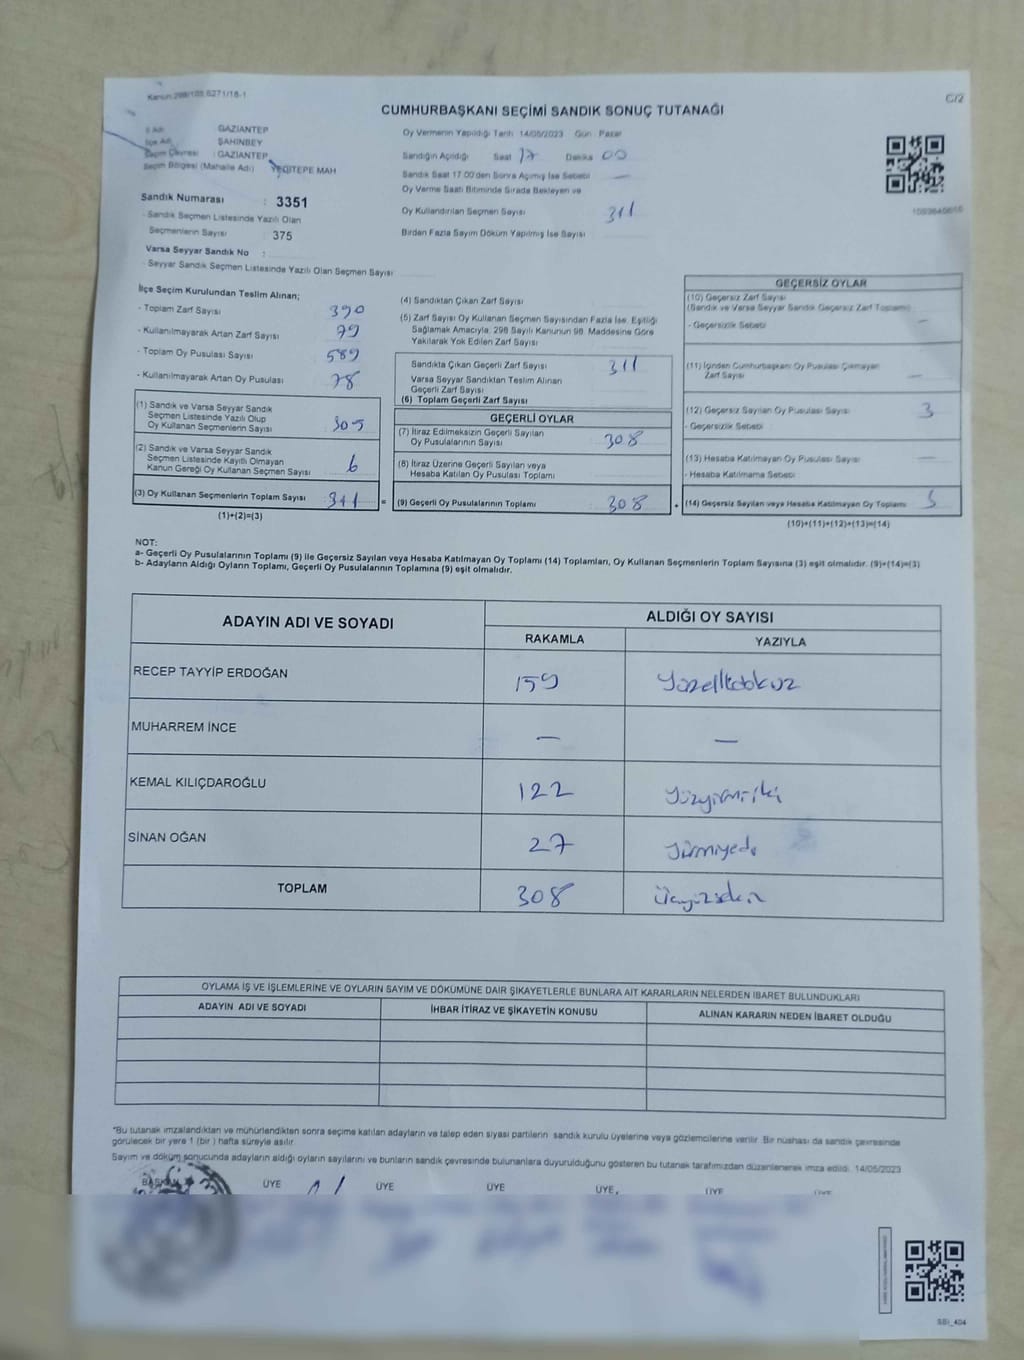 Kanun:298/105,6271/16-1
C/2
CUMHURBAŞKANI SEÇİMİ SANDIK SONUÇ TUTANAĞI
İl Adı : GAZİANTEP
İlçe Adı : ŞAHİNBEY
Seçim Çevresi : GAZİANTEP
Seçim Bölgesi (Mahalle Adı) : YEDİTEPE MAH
Sandık Numarası : 3351
- Sandık Seçmen Listesinde Yazılı Olan
Seçmenlerin Sayısı : 375
Varsa Seyyar Sandık No :
- Seyyar Sandık Seçmen Listesinde Yazılı Olan Seçmen Sayısı
Oy Vermenin Yapıldığı Tarih 14/05/2023 Gün : Pazar
Sandığın Açıldığı Saat 17 Dakika 00
Sandık Saat 17.00'den Sonra Açılmış İse Sebebi —
Oy Verme Saati Bitiminde Sırada Bekleyen ve
Oy Kullandırılan Seçmen Sayısı 311
Birden Fazla Sayım Döküm Yapılmış İse Sayısı
İlçe Seçim Kurulundan Teslim Alınan;
- Toplam Zarf Sayısı 390
- Kullanılmayarak Artan Zarf Sayısı 79
- Toplam Oy Pusulası Sayısı 389
- Kullanılmayarak Artan Oy Pusulası 78
(1) Sandık ve Varsa Seyyar Sandık
Seçmen Listesinde Yazılı Olup
Oy Kullanan Seçmenlerin Sayısı 305
(2) Sandık ve Varsa Seyyar Sandık
Seçmen Listesinde Kayıtlı Olmayan
Kanun Gereği Oy Kullanan Seçmen Sayısı 6
(3) Oy Kullanan Seçmenlerin Toplam Sayısı 311 =
(1)+(2)=(3)
(4) Sandıktan Çıkan Zarf Sayısı
(5) Zarf Sayısı Oy Kullanan Seçmen Sayısından Fazla İse, Eşitliği
Sağlamak Amacıyla, 298 Sayılı Kanunun 98. Maddesine Göre
Yakılarak Yok Edilen Zarf Sayısı
Sandıkta Çıkan Geçerli Zarf Sayısı 311
Varsa Seyyar Sandıktan Teslim Alınan
Geçerli Zarf Sayısı
(6) Toplam Geçerli Zarf Sayısı
GEÇERLİ OYLAR
(7) İtiraz Edilmeksizin Geçerli Sayılan
Oy Pusulalarının Sayısı 308
(8) İtiraz Üzerine Geçerli Sayılan veya
Hesaba Katılan Oy Pusulası Toplamı
(9) Geçerli Oy Pusulalarının Toplamı 308 +
GEÇERSİZ OYLAR
(10) Geçersiz Zarf Sayısı
(Sandık ve Varsa Seyyar Sandık Geçersiz Zarf Toplamı) —
- Geçersizlik Sebebi
(11) İçinden Cumhurbaşkanı Oy Pusulası Çıkmayan
Zarf Sayısı —
(12) Geçersiz Sayılan Oy Pusulası Sayısı 3
- Geçersizlik Sebebi
(13) Hesaba Katılmayan Oy Pusulası Sayısı —
- Hesaba Katılmama Sebebi
(14) Geçersiz Sayılan veya Hesaba Katılmayan Oy Toplamı 3
(10)+(11)+(12)+(13)=(14)
NOT:
a- Geçerli Oy Pusulalarının Toplamı (9) ile Geçersiz Sayılan veya Hesaba Katılmayan Oy Toplamı (14) Toplamları, Oy Kullanan Seçmenlerin Toplam Sayısına (3) eşit olmalıdır. (9)+(14)=(3)
b- Adayların Aldığı Oyların Toplamı, Geçerli Oy Pusulalarının Toplamına (9) eşit olmalıdır.
ADAYIN ADI VE SOYADI
ALDIĞI OY SAYISI
RAKAMLA YAZIYLA
RECEP TAYYİP ERDOĞAN 159 Yüzellidokuz
MUHARREM İNCE — —
KEMAL KILIÇDAROĞLU 122 Yüzyirmiiki
SİNAN OĞAN 27 Yirmiyedi
TOPLAM 308 Üçyüzsekiz
OYLAMA İŞ VE İŞLEMLERİNE VE OYLARIN SAYIM VE DÖKÜMÜNE DAİR ŞİKAYETLERLE BUNLARA AİT KARARLARIN NELERDEN İBARET BULUNDUKLARI
ADAYIN ADI VE SOYADI İHBAR İTİRAZ VE ŞİKAYETİN KONUSU ALINAN KARARIN NEDEN İBARET OLDUĞU
*Bu tutanak imzalandıktan ve mühürlendikten sonra seçime katılan adayların ve talep eden siyasi partilerin sandık kurulu üyelerine veya gözlemcilerine verilir. Bir nüshası da sandık çevresinde
görülecek bir yere 1 (bir ) hafta süreyle asılır.
Sayım ve döküm sonucunda adayların aldığı oyların sayılarını ve bunların sandık çevresinde bulunanlara duyurulduğunu gösteren bu tutanak tarafımızdan düzenlenerek imza edildi. 14/05/2023
BAŞKAN ÜYE ÜYE ÜYE ÜYE ÜYE ÜYE
SBI_404